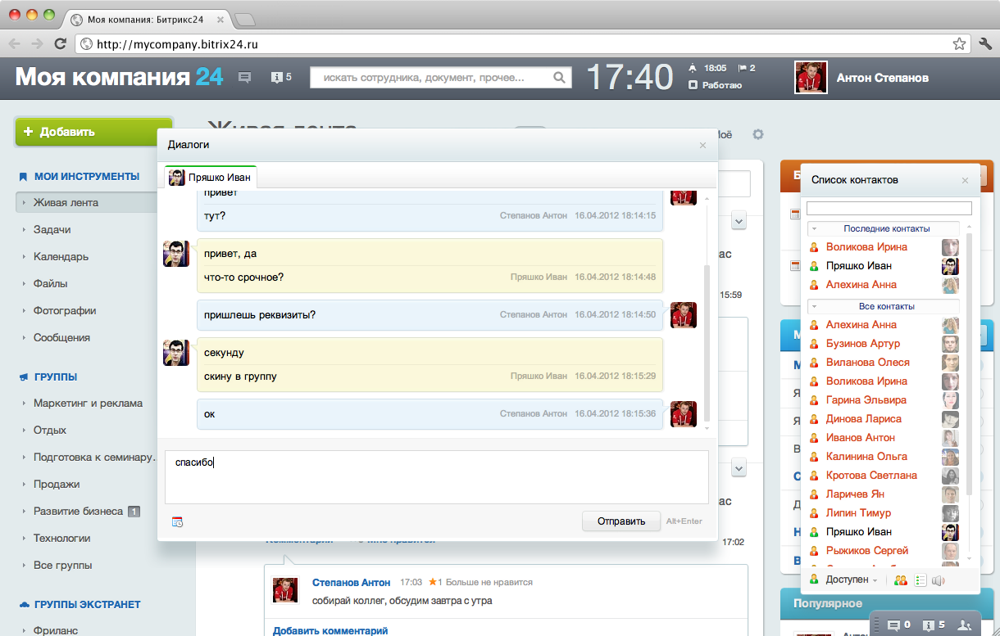 Моя компания: Битрикс24
http://mycompany.bitrix24.ru
Моя компания 24
5
искать сотрудника, документ, прочее...
17:40
18:05
2
Работаю
Антон Степанов
+ Добавить
МОИ ИНСТРУМЕНТЫ
Живая лента
Задачи
Календарь
Файлы
Фотографии
Сообщения
ГРУППЫ
Маркетинг и реклама
Отдых
Подготовка к семинару...
Продажи
Развитие бизнеса 1
Технологии
Все группы
ГРУППЫ ЭКСТРАНЕТ
Фриланс
Живая лента
Диалоги
Пряшко Иван
привет
тут?
Степанов Антон 16.04.2012 18:14:15
привет, да
что-то срочное?
Пряшко Иван 16.04.2012 18:14:48
пришлешь реквизиты?
Степанов Антон 16.04.2012 18:14:50
секунду
скину в группу
Пряшко Иван 16.04.2012 18:15:29
ок
Степанов Антон 16.04.2012 18:15:36
спасибо
Отправить
Alt+Enter
15:59
17:02
Степанов Антон 17:03 1 Больше не нравится
собирай коллег, обсудим завтра с утра
Добавить комментарий
Список контактов
Последние контакты
Воликова Ирина
Пряшко Иван
Алехина Анна
Все контакты
Алехина Анна
Бузинов Артур
Виланова Олеся
Воликова Ирина
Гарина Эльвира
Динова Лариса
Иванов Антон
Калинина Ольга
Кротова Светлана
Ларичев Ян
Липин Тимур
Пряшко Иван
Рыжиков Сергей
Доступен
Популярное
0
5